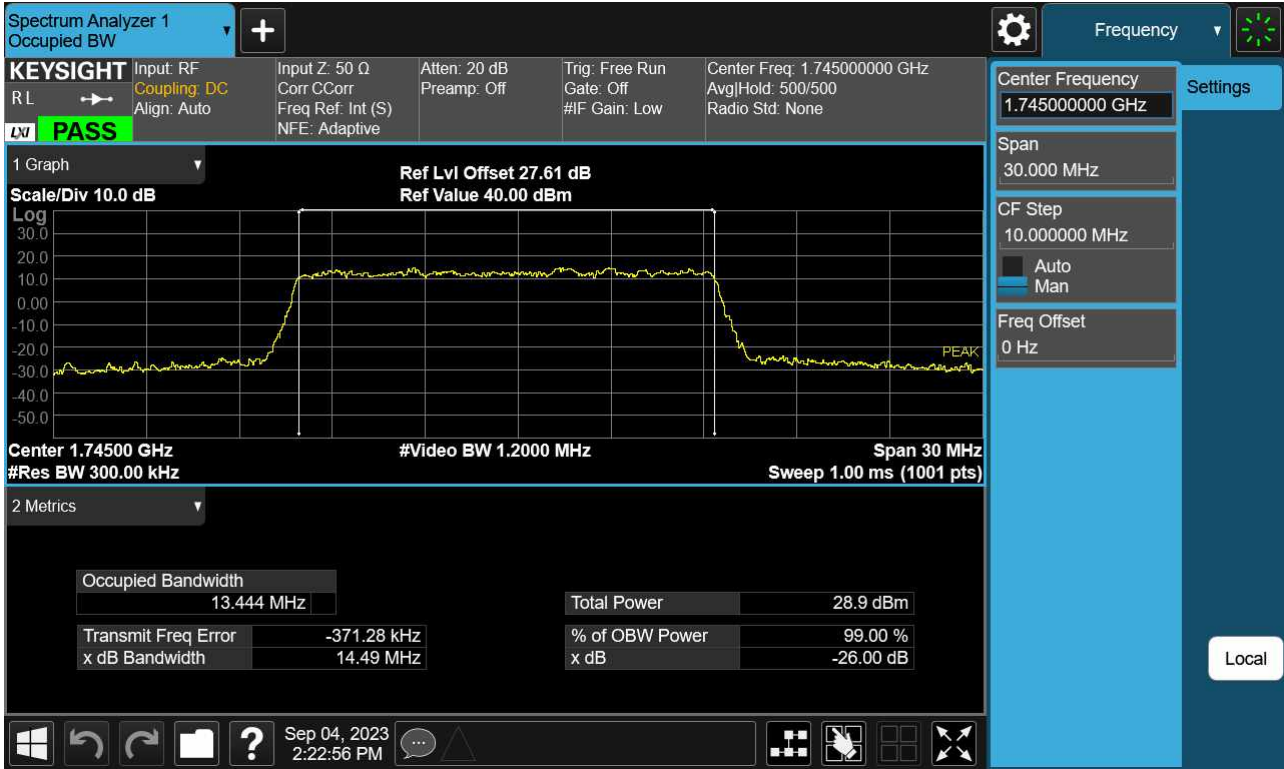 Spectrum Analyzer 1
Occupied BW
Frequency
KEYSIGHT
R L
LXI
PASS
Input: RF
Coupling: DC
Align: Auto
Input Z: 50 Ω
Corr CCorr
Freq Ref: Int (S)
NFE: Adaptive
Atten: 20 dB
Preamp: Off
Trig: Free Run
Gate: Off
#IF Gain: Low
Center Freq: 1.745000000 GHz
Avg|Hold: 500/500
Radio Std: None
Center Frequency
1.745000000 GHz
Settings
Span
30.000 MHz
CF Step
10.000000 MHz
Auto
Man
Freq Offset
0 Hz
Local
1 Graph
Scale/Div 10.0 dB
Ref Lvl Offset 27.61 dB
Ref Value 40.00 dBm
Log
30.0
20.0
10.0
0.00
-10.0
-20.0
-30.0
-40.0
-50.0
PEAK
Center 1.74500 GHz
#Video BW 1.2000 MHz
Span 30 MHz
#Res BW 300.00 kHz
Sweep 1.00 ms (1001 pts)
2 Metrics
Occupied Bandwidth
13.444 MHz
Total Power 28.9 dBm
Transmit Freq Error -371.28 kHz
% of OBW Power 99.00 %
x dB Bandwidth 14.49 MHz
x dB -26.00 dB
?
Sep 04, 2023
2:22:56 PM